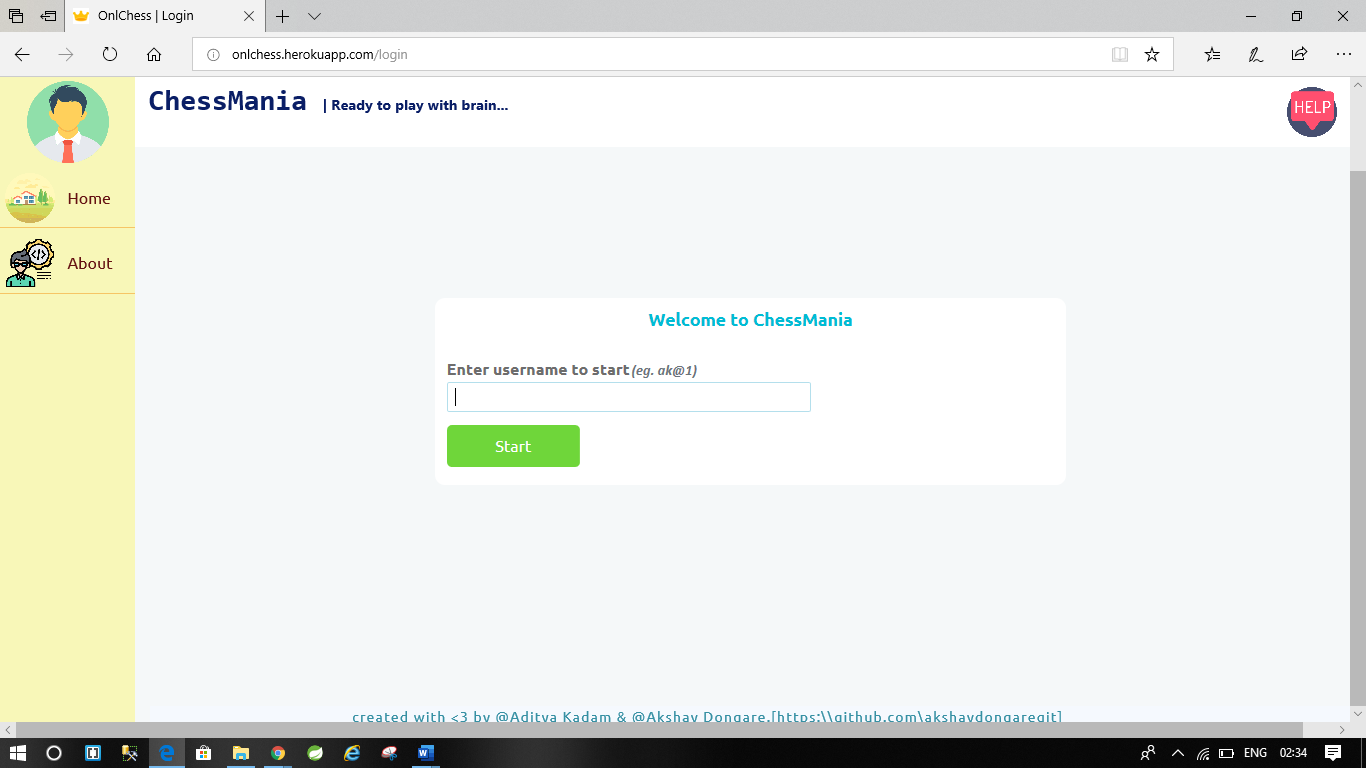 OnlChess | Login
onlchess.herokuapp.com/login
ChessMania | Ready to play with brain...
HELP
Home
About
Welcome to ChessMania
Enter username to start (eg. ak@1)
Start
created with <3 by @Aditya Kadam & @Akshay Dongare.[https:\\github.com\akshaydongaregit]
ENG 02:34